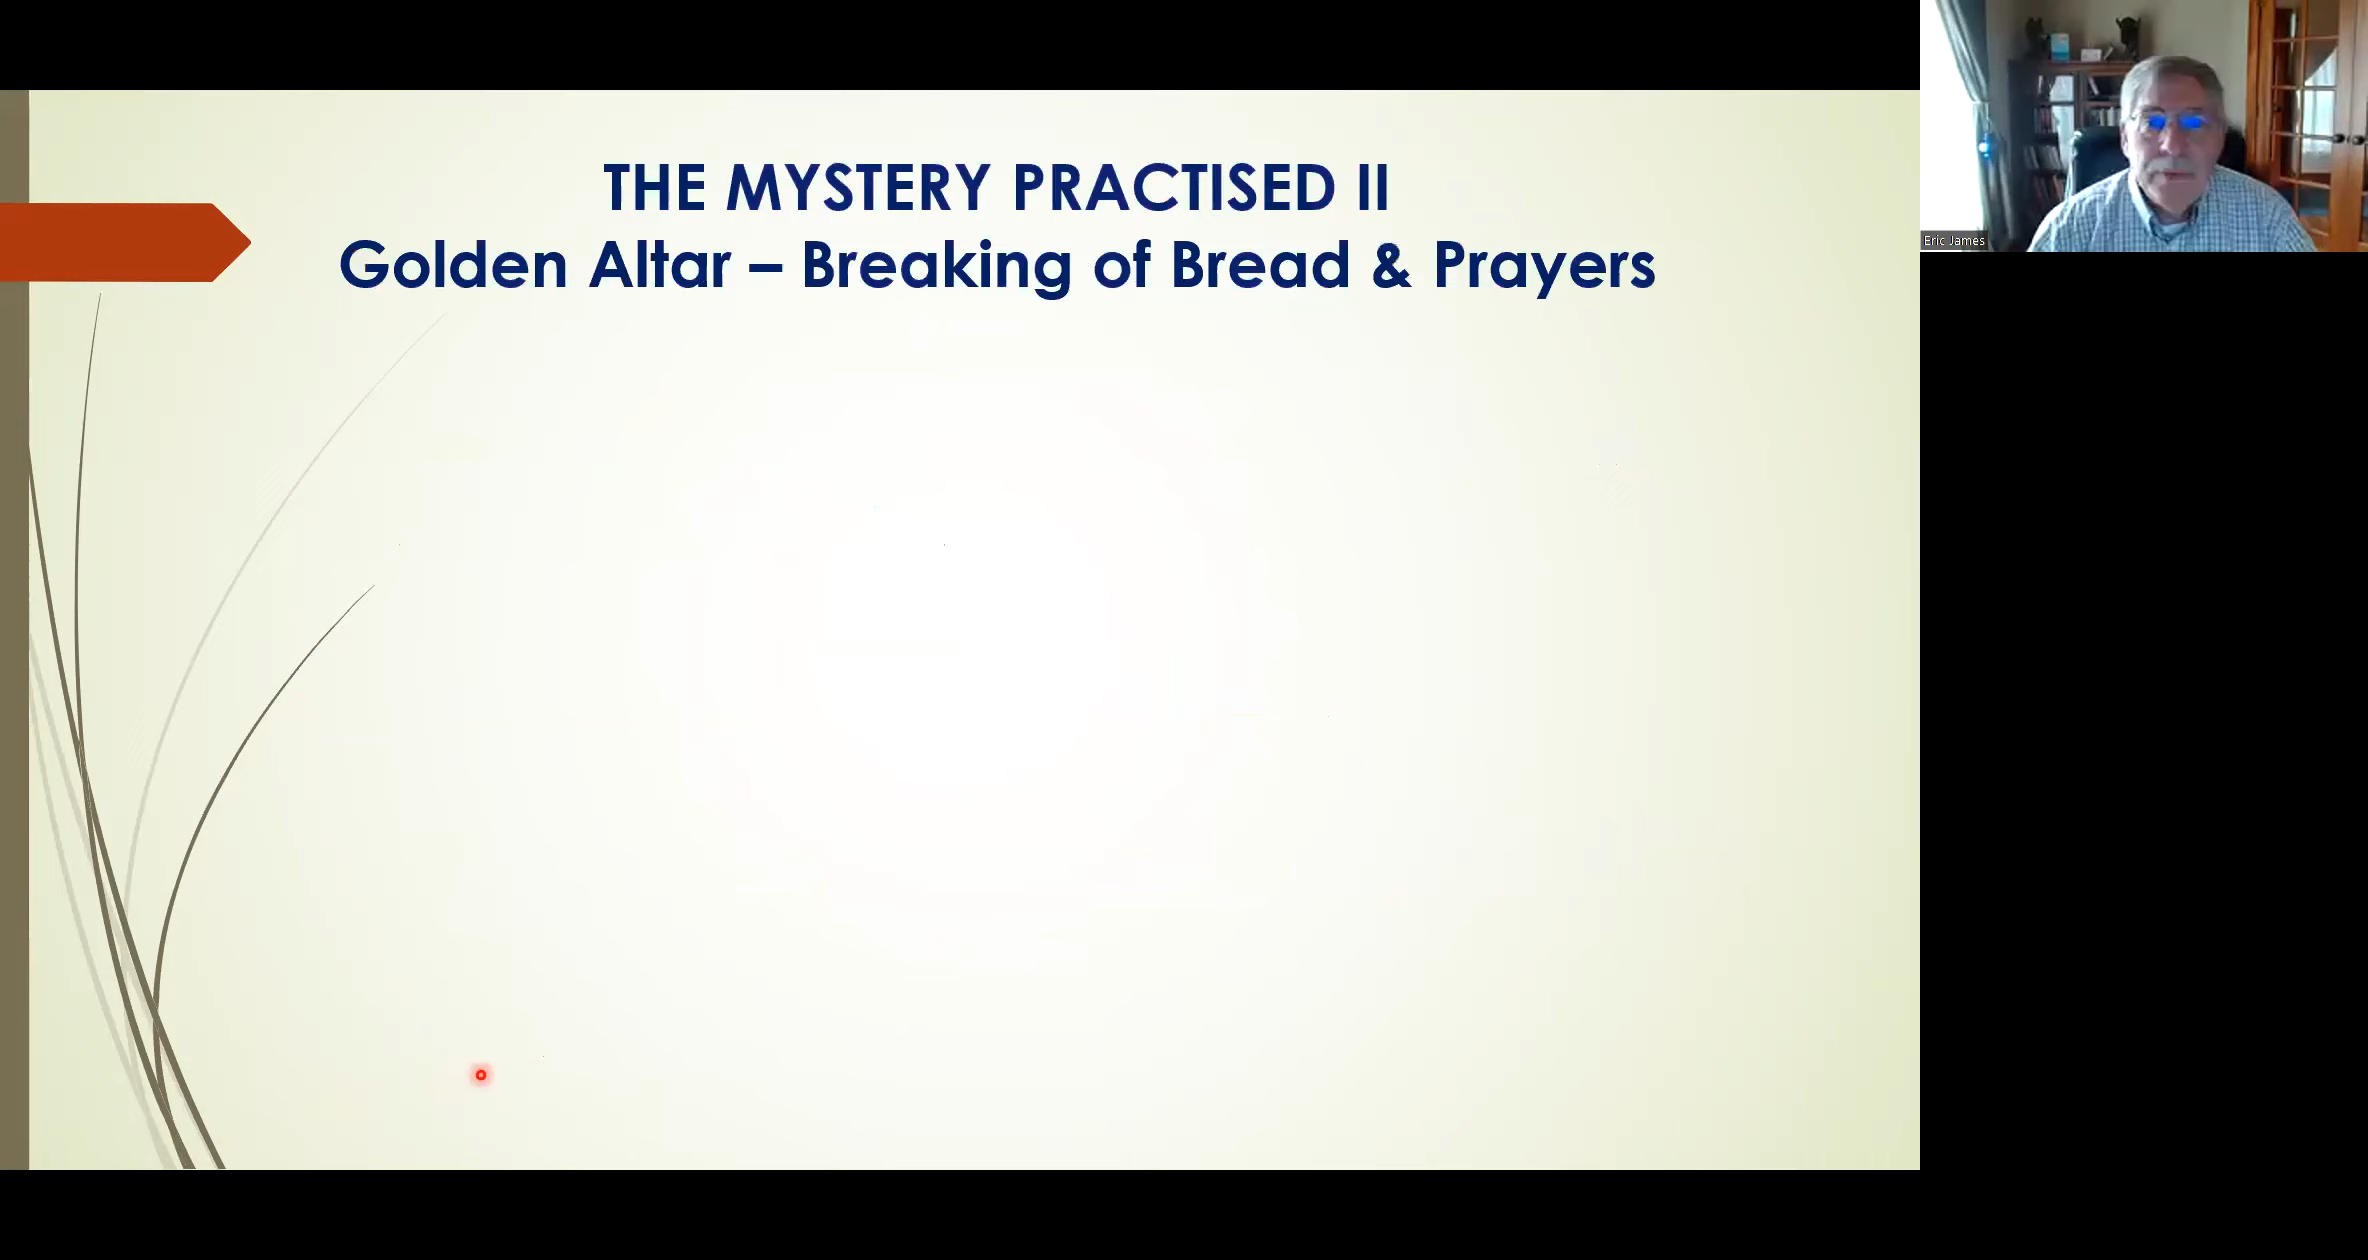 THE MYSTERY PRACTISED II
Golden Altar – Breaking of Bread & Prayers
Eric James